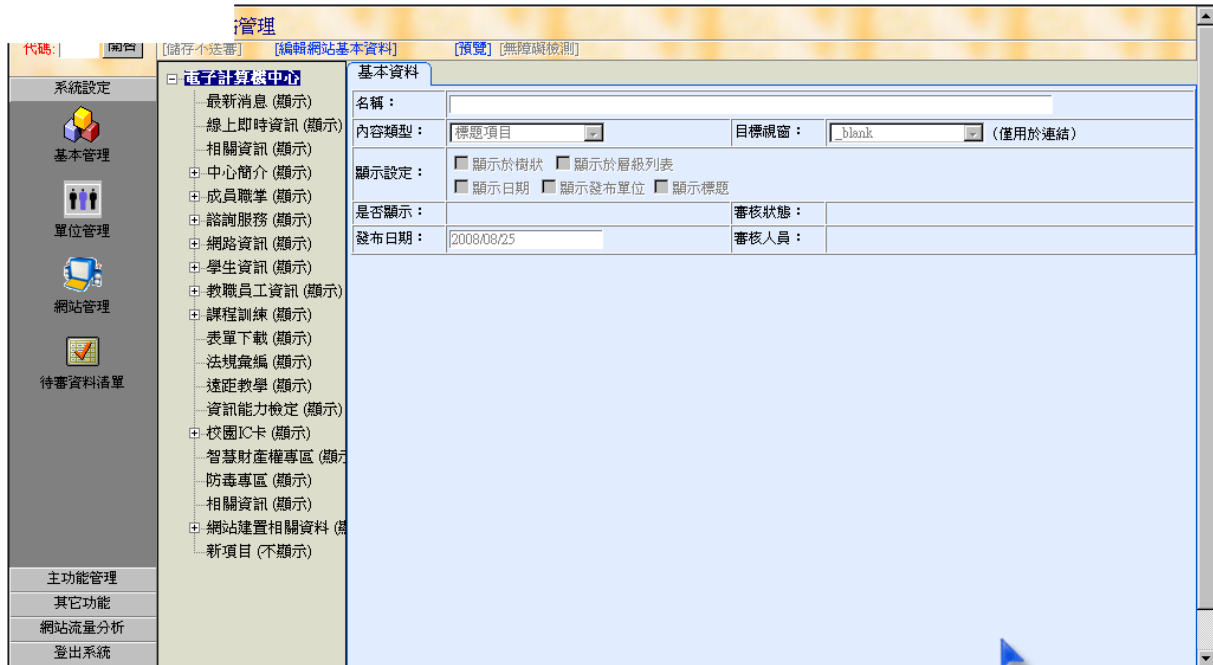 站管理
代碼: 開啓
[儲存不送審] [編輯網站基本資料] [預覽] [無障礙檢測]
系統設定
基本管理
單位管理
網站管理
待審資料清單
主功能管理
其它功能
網站流量分析
登出系統
電子計算機中心
最新消息 (顯示)
線上即時資訊 (顯示)
相關資訊 (顯示)
中心簡介 (顯示)
成員職掌 (顯示)
諮詢服務 (顯示)
網路資訊 (顯示)
學生資訊 (顯示)
教職員工資訊 (顯示)
課程訓練 (顯示)
表單下載 (顯示)
法規彙編 (顯示)
遠距教學 (顯示)
資訊能力檢定 (顯示)
校園IC卡 (顯示)
智慧財產權專區 (顯示
防毒專區 (顯示)
相關資訊 (顯示)
網站建置相關資料 (顯
新項目 (不顯示)
基本資料
名稱：
內容類型： 標題項目 目標視窗： _blank (僅用於連結)
顯示設定： 顯示於樹狀 顯示於層級列表
顯示日期 顯示發布單位 顯示標題
是否顯示： 審核狀態：
發布日期： 2008/08/25 審核人員：